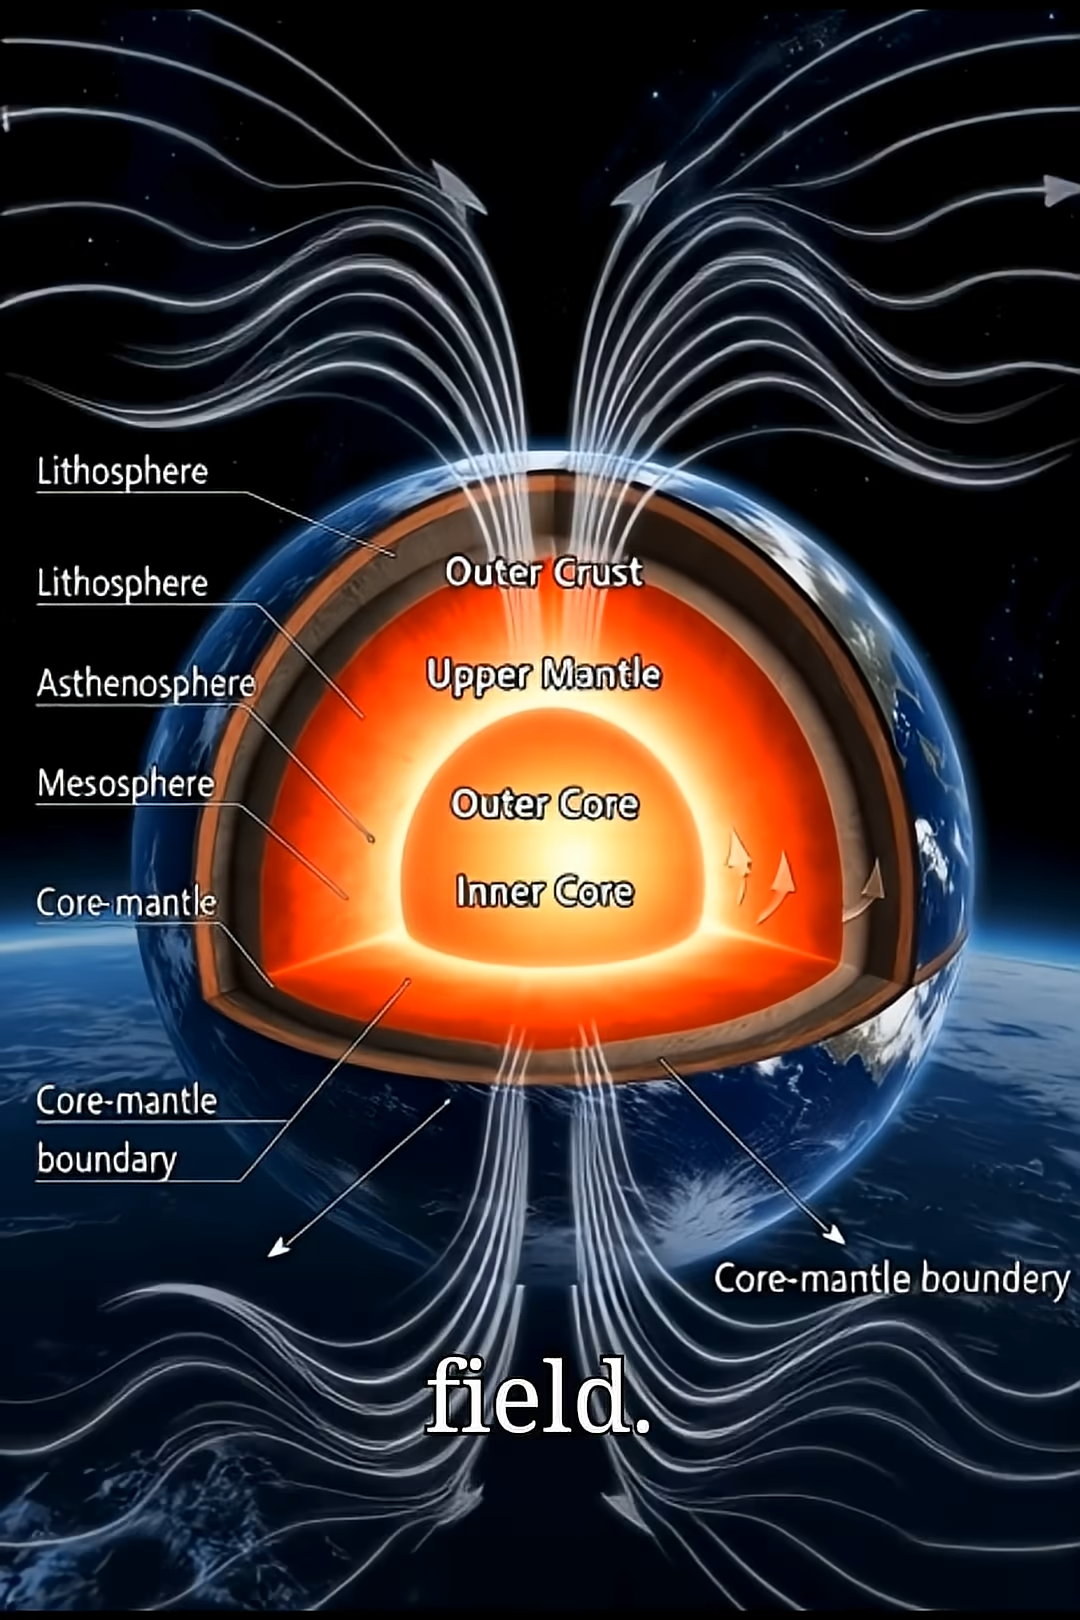 Lithosphere
Lithosphere
Asthenosphere
Mesosphere
Core-mantle
Core-mantle
boundary
Outer Crust
Upper Mantle
Outer Core
Inner Core
Core-mantle boundery
field.